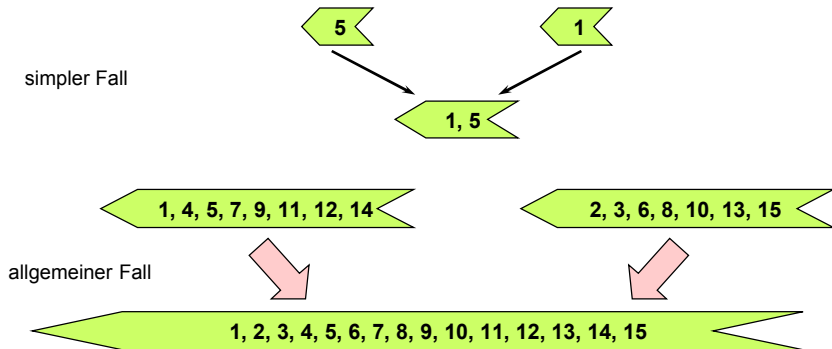 5
1
simpler Fall
1, 5
1, 4, 5, 7, 9, 11, 12, 14
2, 3, 6, 8, 10, 13, 15
allgemeiner Fall
1, 2, 3, 4, 5, 6, 7, 8, 9, 10, 11, 12, 13, 14, 15